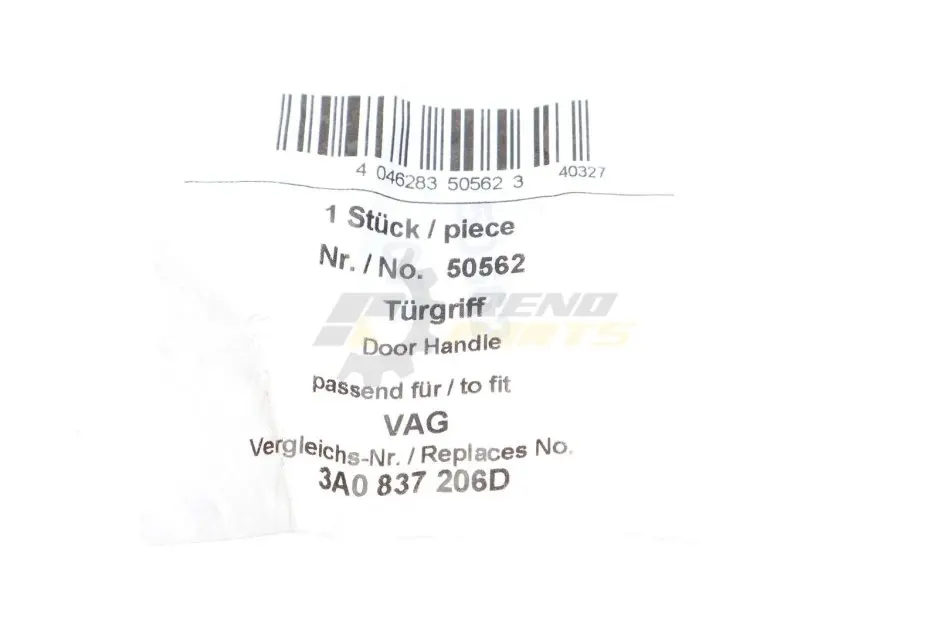 4 046283 50562 3 40327
1 Stück / piece
Nr. / No. 50562
Türgriff
Door Handle
passend für / to fit
VAG
Vergleichs-Nr. / Replaces No.
3A0 837 206D
PARTS